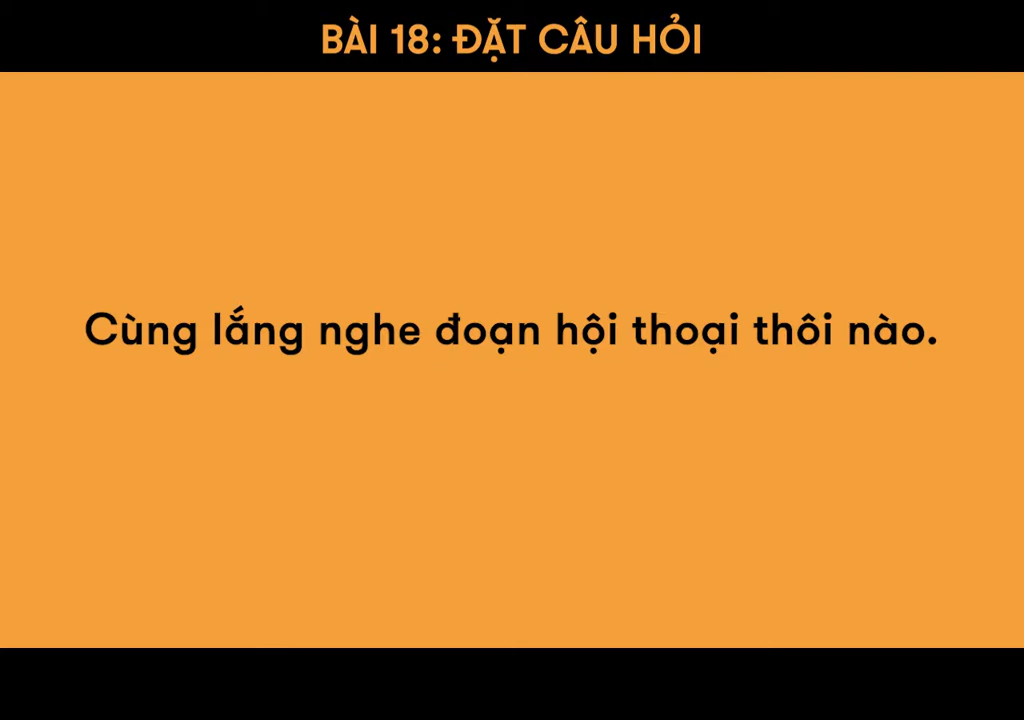 BÀI 18: ĐẶT CÂU HỎI
Cùng lắng nghe đoạn hội thoại thôi nào.